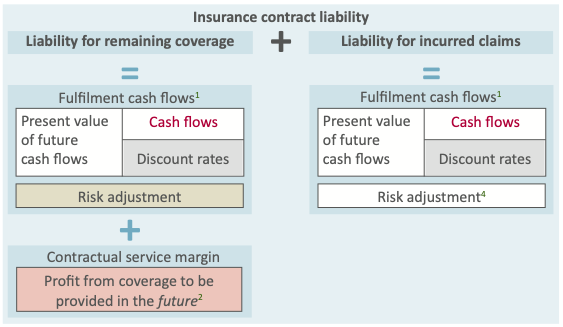 Insurance contract liability
Liability for remaining coverage + Liability for incurred claims
= =
Fulfilment cash flows¹ Fulfilment cash flows¹
Present value of future cash flows Cash flows Discount rates Present value of future cash flows Cash flows Discount rates
Risk adjustment Risk adjustment⁴
+
Contractual service margin
Profit from coverage to be
provided in the future²